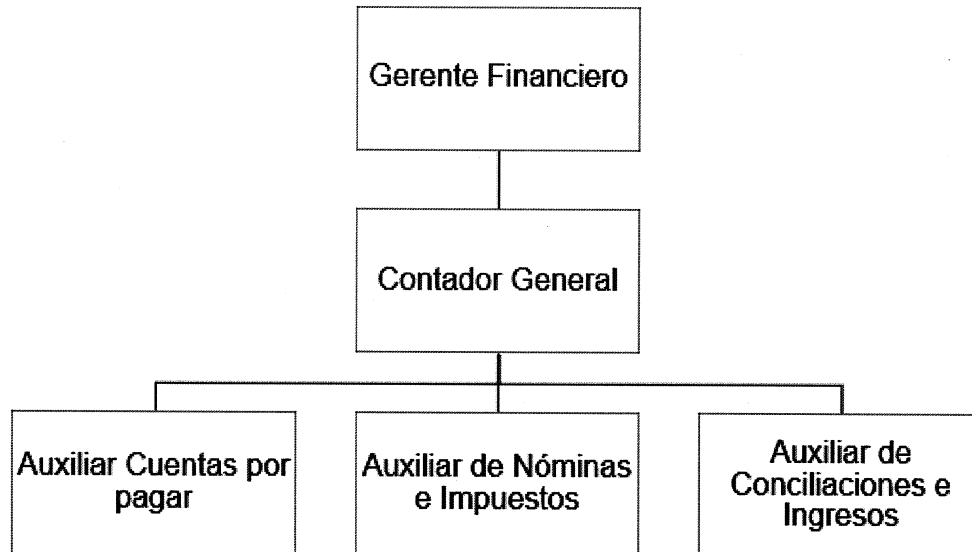 Gerente Financiero
Contador General
Auxiliar Cuentas por
pagar
Auxiliar de Nóminas
e Impuestos
Auxiliar de
Conciliaciones e
Ingresos